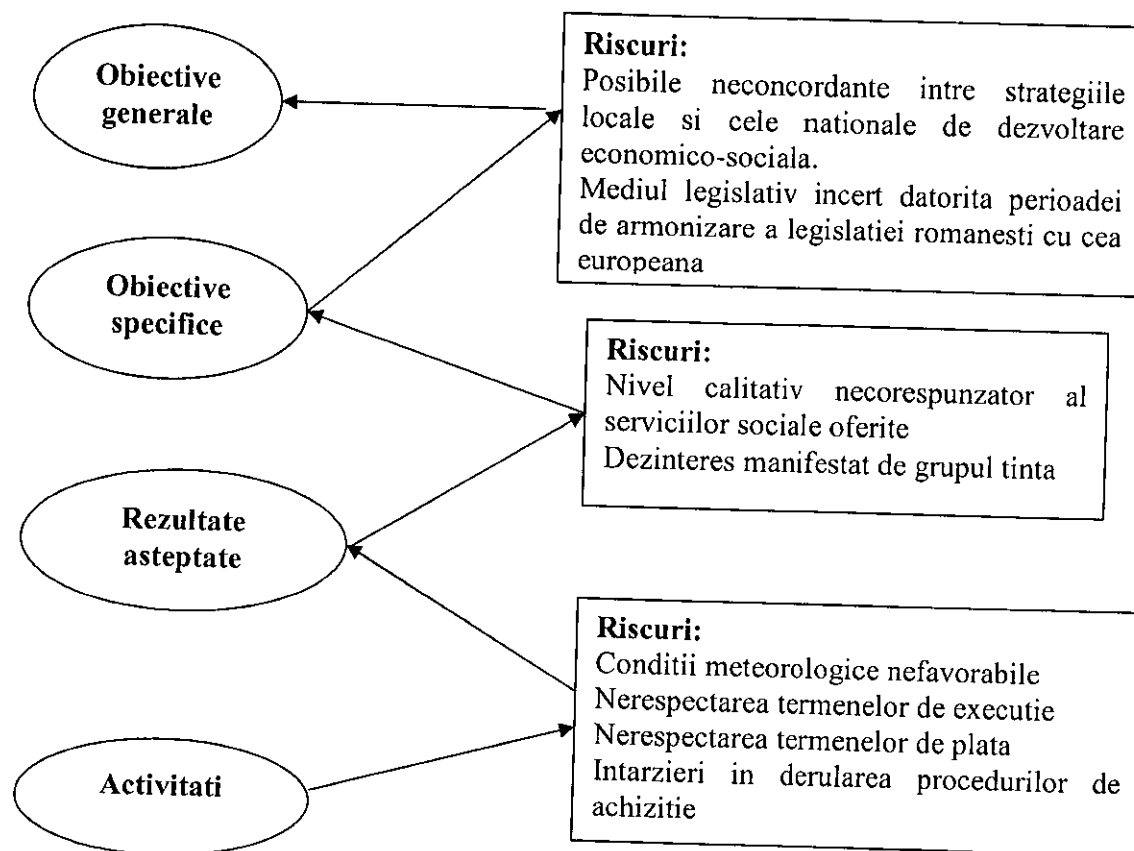 Obiective
generale
Riscuri:
Posibile neconcordante intre strategiile
locale si cele nationale de dezvoltare
economico-sociala.
Mediul legislativ incert datorita perioadei
de armonizare a legislatiei romanesti cu cea
europeana
Obiective
specifice
Riscuri:
Nivel calitativ necorespunzator al
serviciilor sociale oferite
Dezinteres manifestat de grupul tinta
Rezultate
asteptate
Riscuri:
Conditii meteorologice nefavorabile
Nerespectarea termenelor de executie
Nerespectarea termenelor de plata
Intarzieri in derularea procedurilor de
achizitie
Activitati